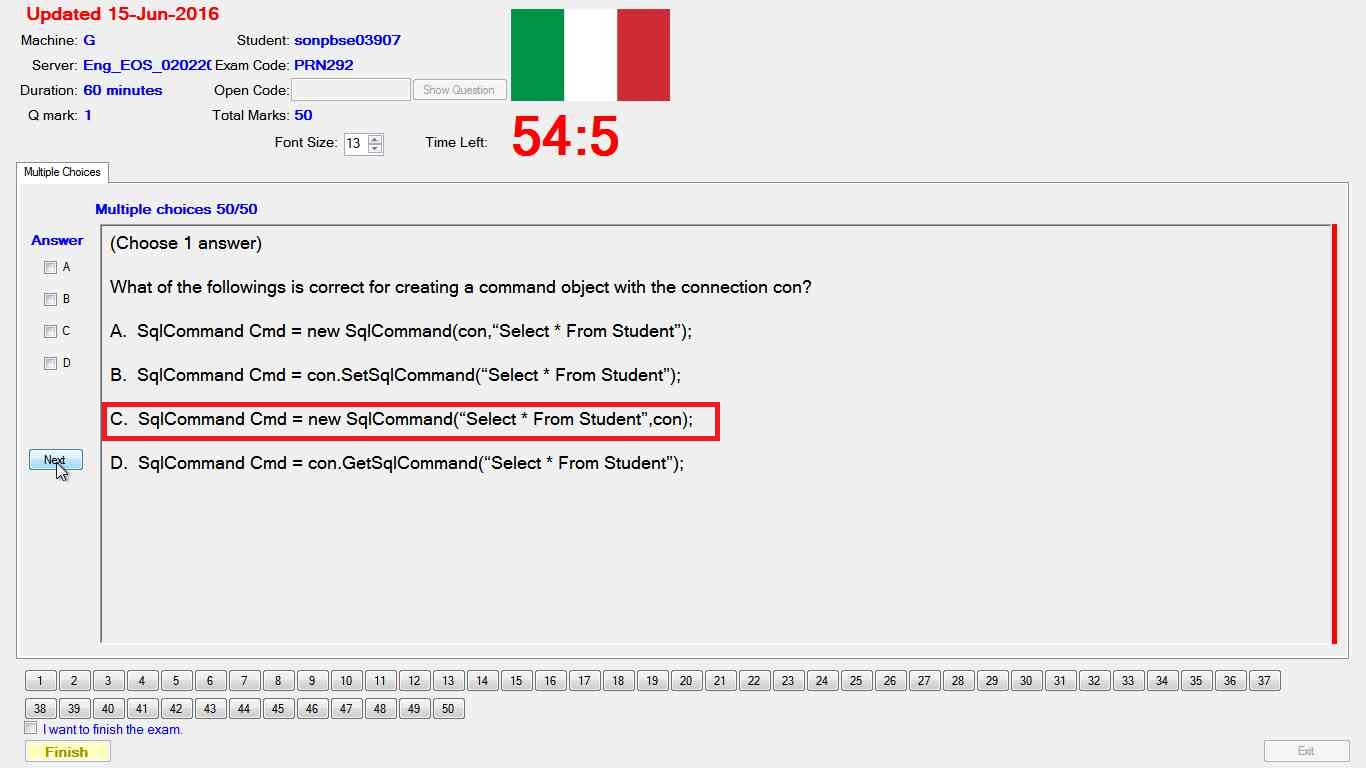 Updated 15-Jun-2016
Machine: G Student: sonpbse03907
Server: Eng_EOS_020220 Exam Code: PRN292
Duration: 60 minutes Open Code: Show Question
Q mark: 1 Total Marks: 50
Font Size: 13 Time Left: 54:5
Multiple Choices
Multiple choices 50/50
Answer
(Choose 1 answer)
A
What of the followings is correct for creating a command object with the connection con?
B
A. SqlCommand Cmd = new SqlCommand(con,“Select * From Student”);
C
D
B. SqlCommand Cmd = con.SetSqlCommand(“Select * From Student”);
C. SqlCommand Cmd = new SqlCommand(“Select * From Student”,con);
Next
D. SqlCommand Cmd = con.GetSqlCommand(“Select * From Student”);
1 2 3 4 5 6 7 8 9 10 11 12 13 14 15 16 17 18 19 20 21 22 23 24 25 26 27 28 29 30 31 32 33 34 35 36 37
38 39 40 41 42 43 44 45 46 47 48 49 50
I want to finish the exam.
Finish Exit